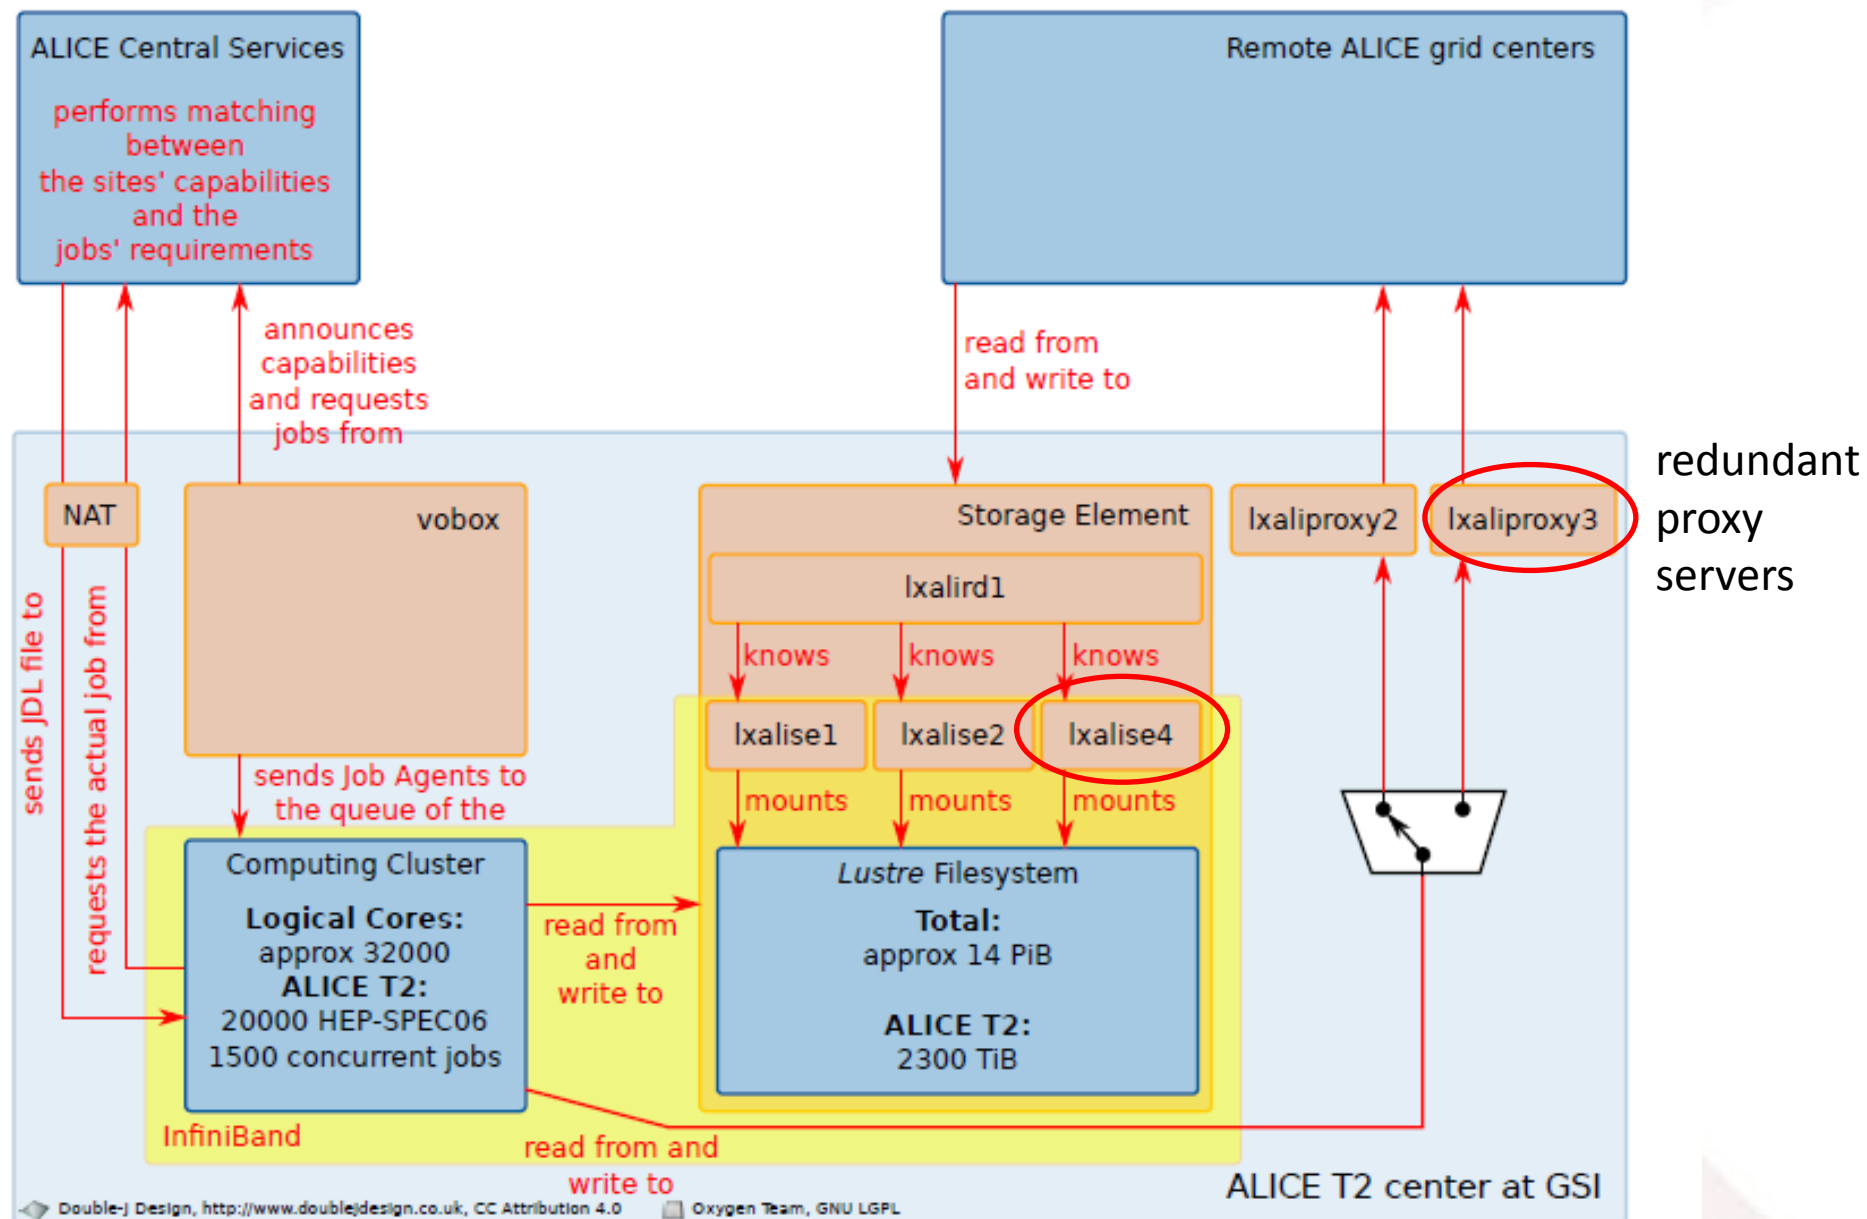 ALICE Central Services
performs matching
between
the sites' capabilities
and the
jobs' requirements
Remote ALICE grid centers
announces
capabilities
and requests
jobs from
read from
and write to
NAT
vobox
Storage Element
lxaliproxy2
lxaliproxy3
redundant
proxy
servers
lxalird1
knows
knows
knows
sends JDL file to
requests the actual job from
lxalise1
lxalise2
lxalise4
sends Job Agents to
the queue of the
mounts
mounts
mounts
Computing Cluster
Logical Cores:
approx 32000
ALICE T2:
20000 HEP-SPEC06
1500 concurrent jobs
read from
and
write to
Lustre Filesystem
Total:
approx 14 PiB
ALICE T2:
2300 TiB
InfiniBand
read from and
write to
ALICE T2 center at GSI
Double-J Design, http://www.doublejdesign.co.uk, CC Attribution 4.0
Oxygen Team, GNU LGPL